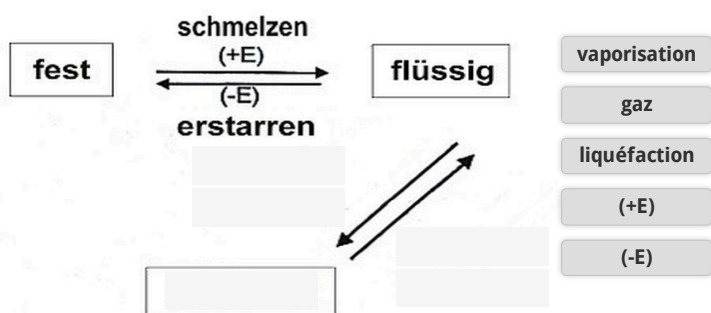 schmelzen
(+E)
fest
flüssig
(-E)
erstarren
vaporisation
gaz
liquéfaction
(+E)
(-E)